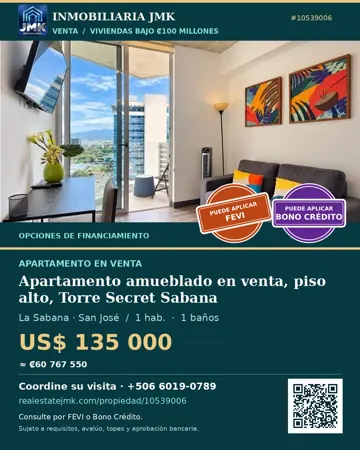 JMK
INMOBILIARIA JMK
#10539006
VENTA / VIVIENDAS BAJO ₡100 MILLONES
PUEDE APLICAR
FEVI
PUEDE APLICAR
BONO CRÉDITO
OPCIONES DE FINANCIAMIENTO
APARTAMENTO EN VENTA
Apartamento amueblado en venta, piso
alto, Torre Secret Sabana
La Sabana · San José / 1 hab. · 1 baños
US$ 135 000
≈ ₡60 767 550
Coordine su visita · +506 6019-0789
realestatejmk.com/propiedad/10539006
Consulte por FEVI o Bono Crédito.
Sujeto a requisitos, avalúo, topes y aprobación bancaria.